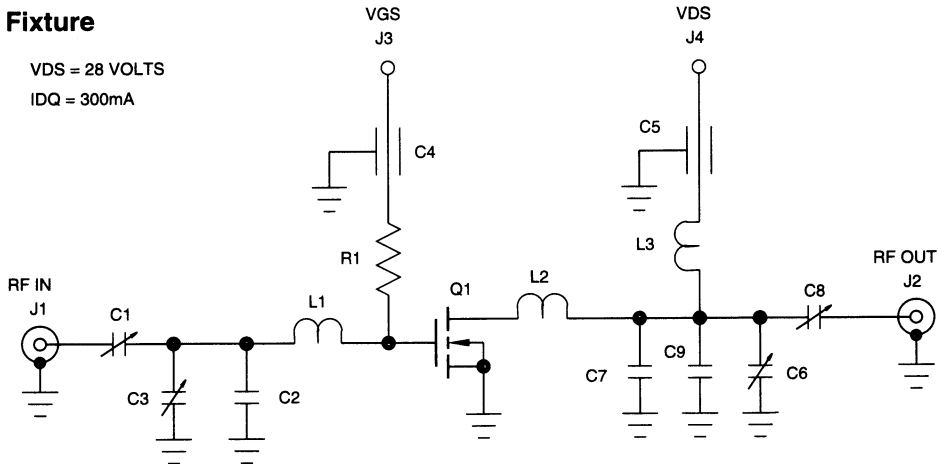 Fixture
VDS = 28 VOLTS
IDQ = 300mA
VGS
J3
VDS
J4
C4
C5
R1
L3
RF IN
J1
C1
L1
Q1
L2
C8
RF OUT
J2
C3
C2
C7
C9
C6